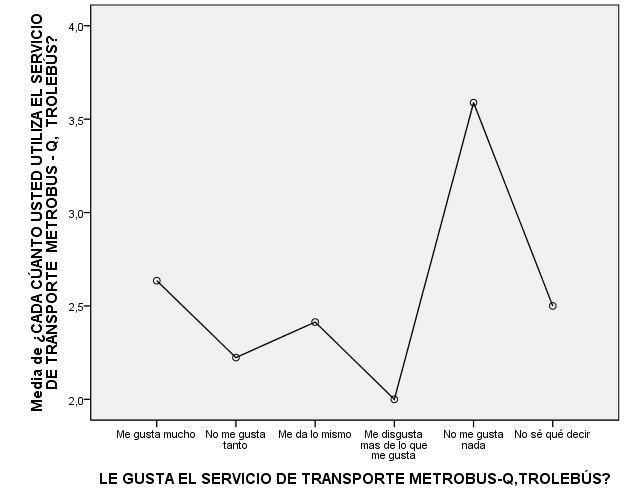 Media de ¿CADA CÚANTO USTED UTILIZA EL SERVICIO
DE TRANSPORTE METROBUS - Q, TROLEBÚS?
4,0
3,5
3,0
2,5
2,0
Me gusta mucho
No me gusta
tanto
Me da lo mismo
Me disgusta
mas de lo que
me gusta
No me gusta
nada
No sé qué decir
LE GUSTA EL SERVICIO DE TRANSPORTE METROBUS-Q,TROLEBÚS?